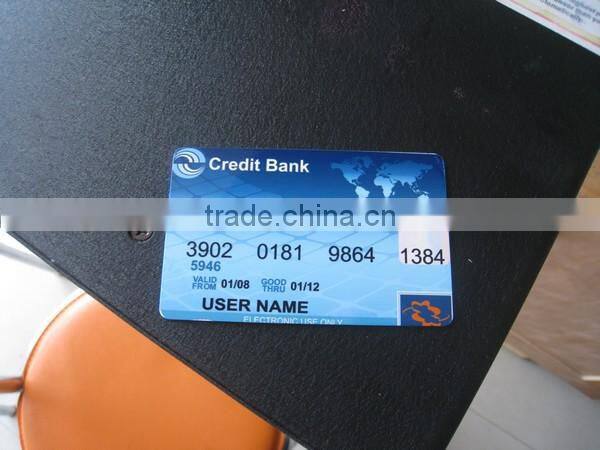 Credit Bank
trade.china.cn
3902 0181 9864 1384
5946
VALID FROM 01/08 GOOD THRU 01/12
USER NAME
ELECTRONIC USE ONLY